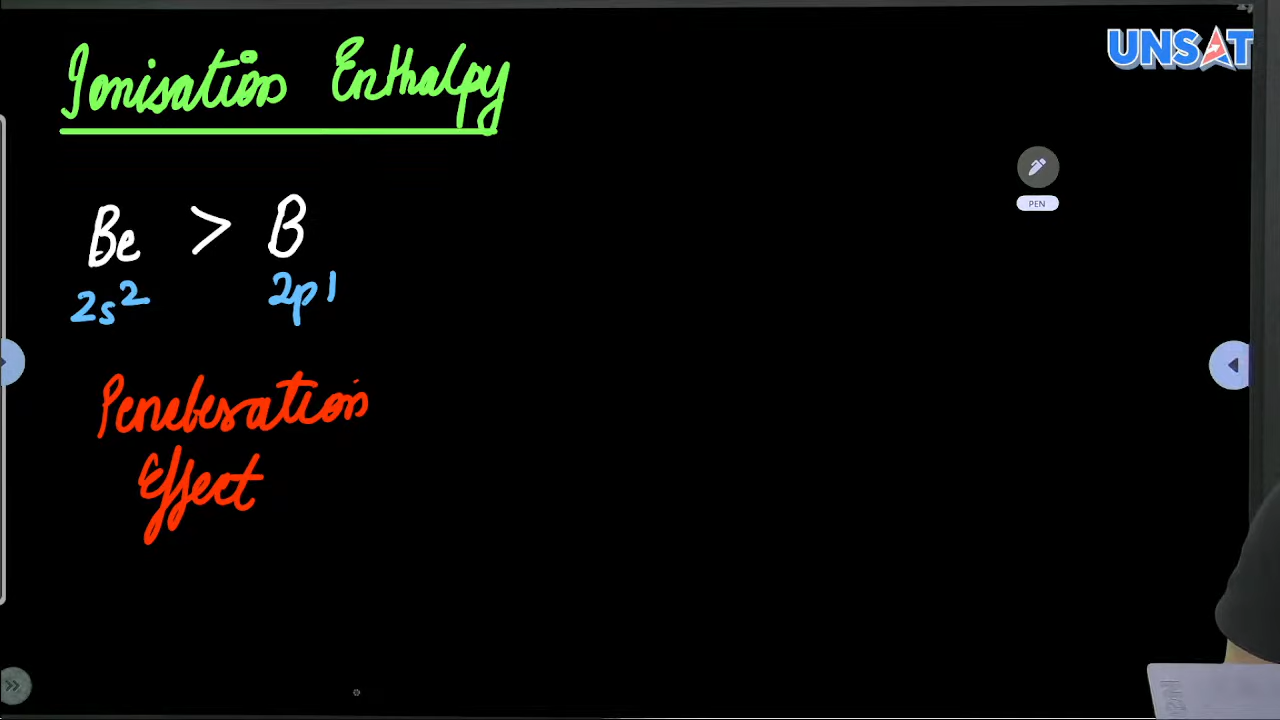 Ionisation Enthalpy
UNSAT
Be > B
2s² 2p¹
PEN
Penetration
Effect